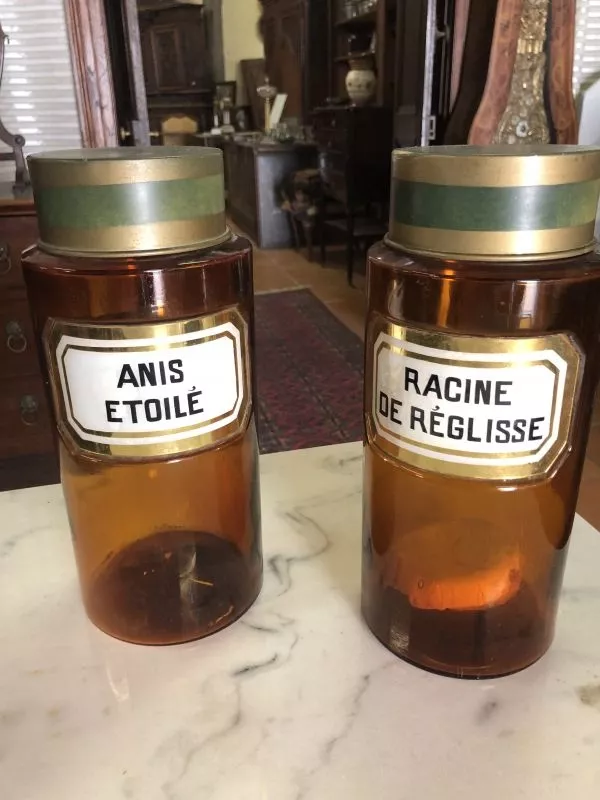 ANIS
ETOILÉ
RACINE
DE RÉGLISSE